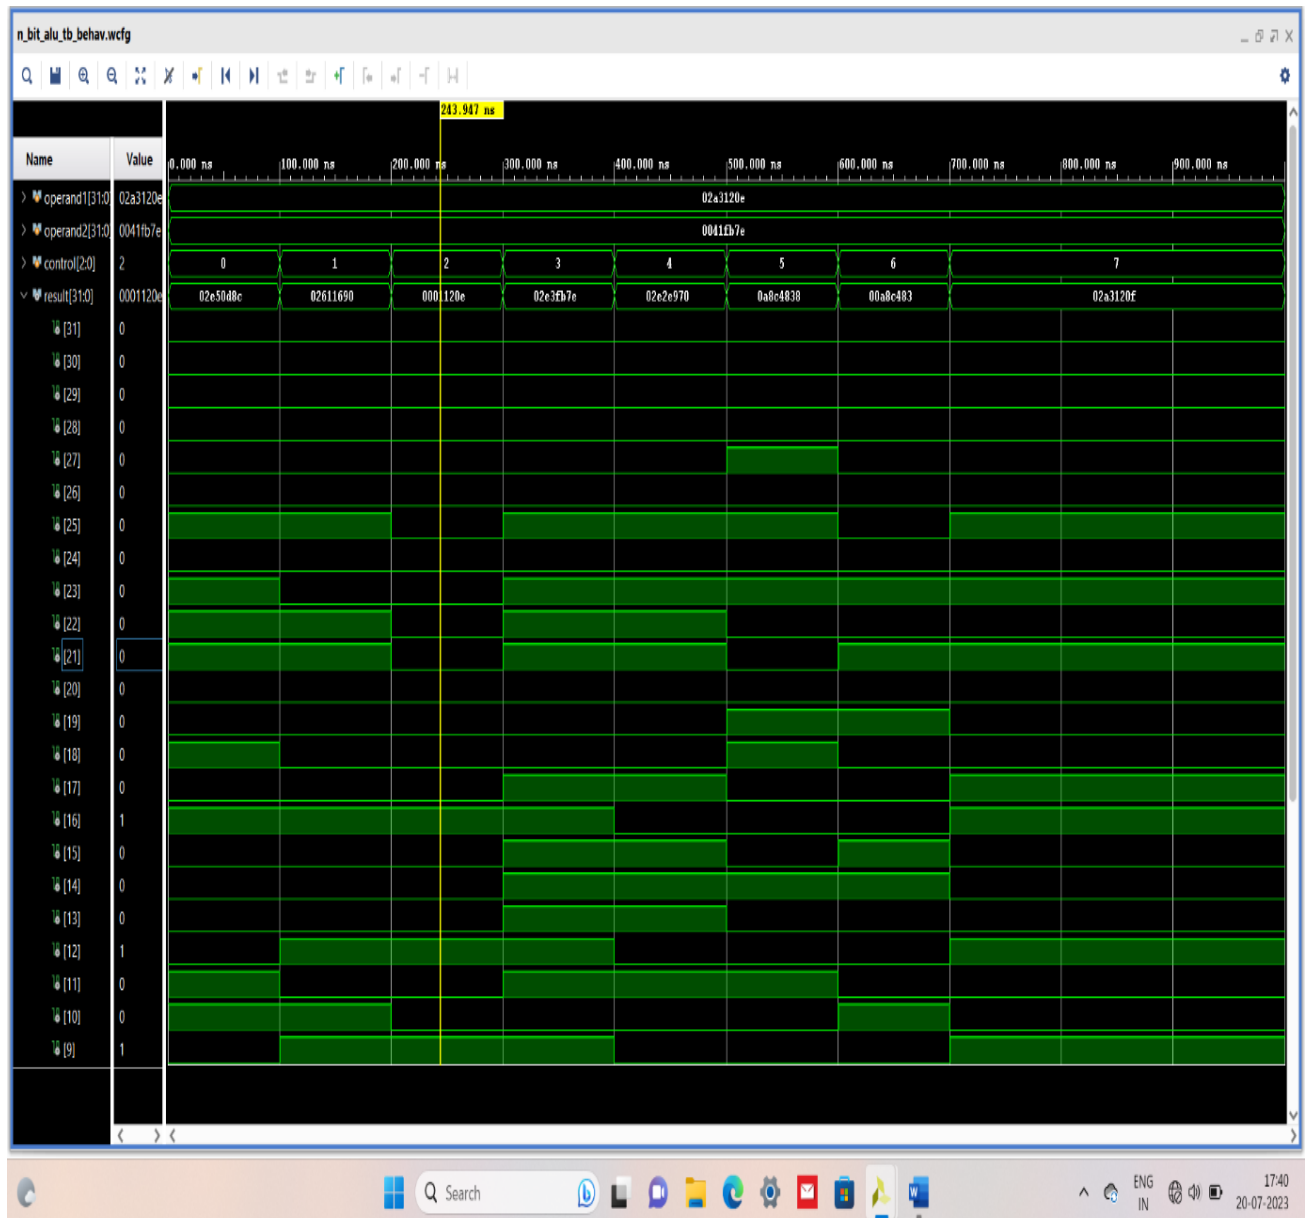 n_bit_alu_tb_behav.wcfg
243.947 ns
Name Value 0.000 ns 100.000 ns 200.000 ns 300.000 ns 400.000 ns 500.000 ns 600.000 ns 700.000 ns 800.000 ns 900.000 ns
operand1[31:0] 02a3120e 02a3120e
operand2[31:0] 0041fb7e 0041fb7e
control[2:0] 2 0 1 2 3 4 5 6 7
result[31:0] 0001120e 02e50d8c 02611690 0001120e 02e3fb7e 02e2e970 0a8c4838 00a8c483 02a3120f
[31] 0
[30] 0
[29] 0
[28] 0
[27] 0
[26] 0
[25] 0
[24] 0
[23] 0
[22] 0
[21] 0
[20] 0
[19] 0
[18] 0
[17] 0
[16] 1
[15] 0
[14] 0
[13] 0
[12] 1
[11] 0
[10] 0
[9] 1
Search
ENG
IN
17:40
20-07-2023